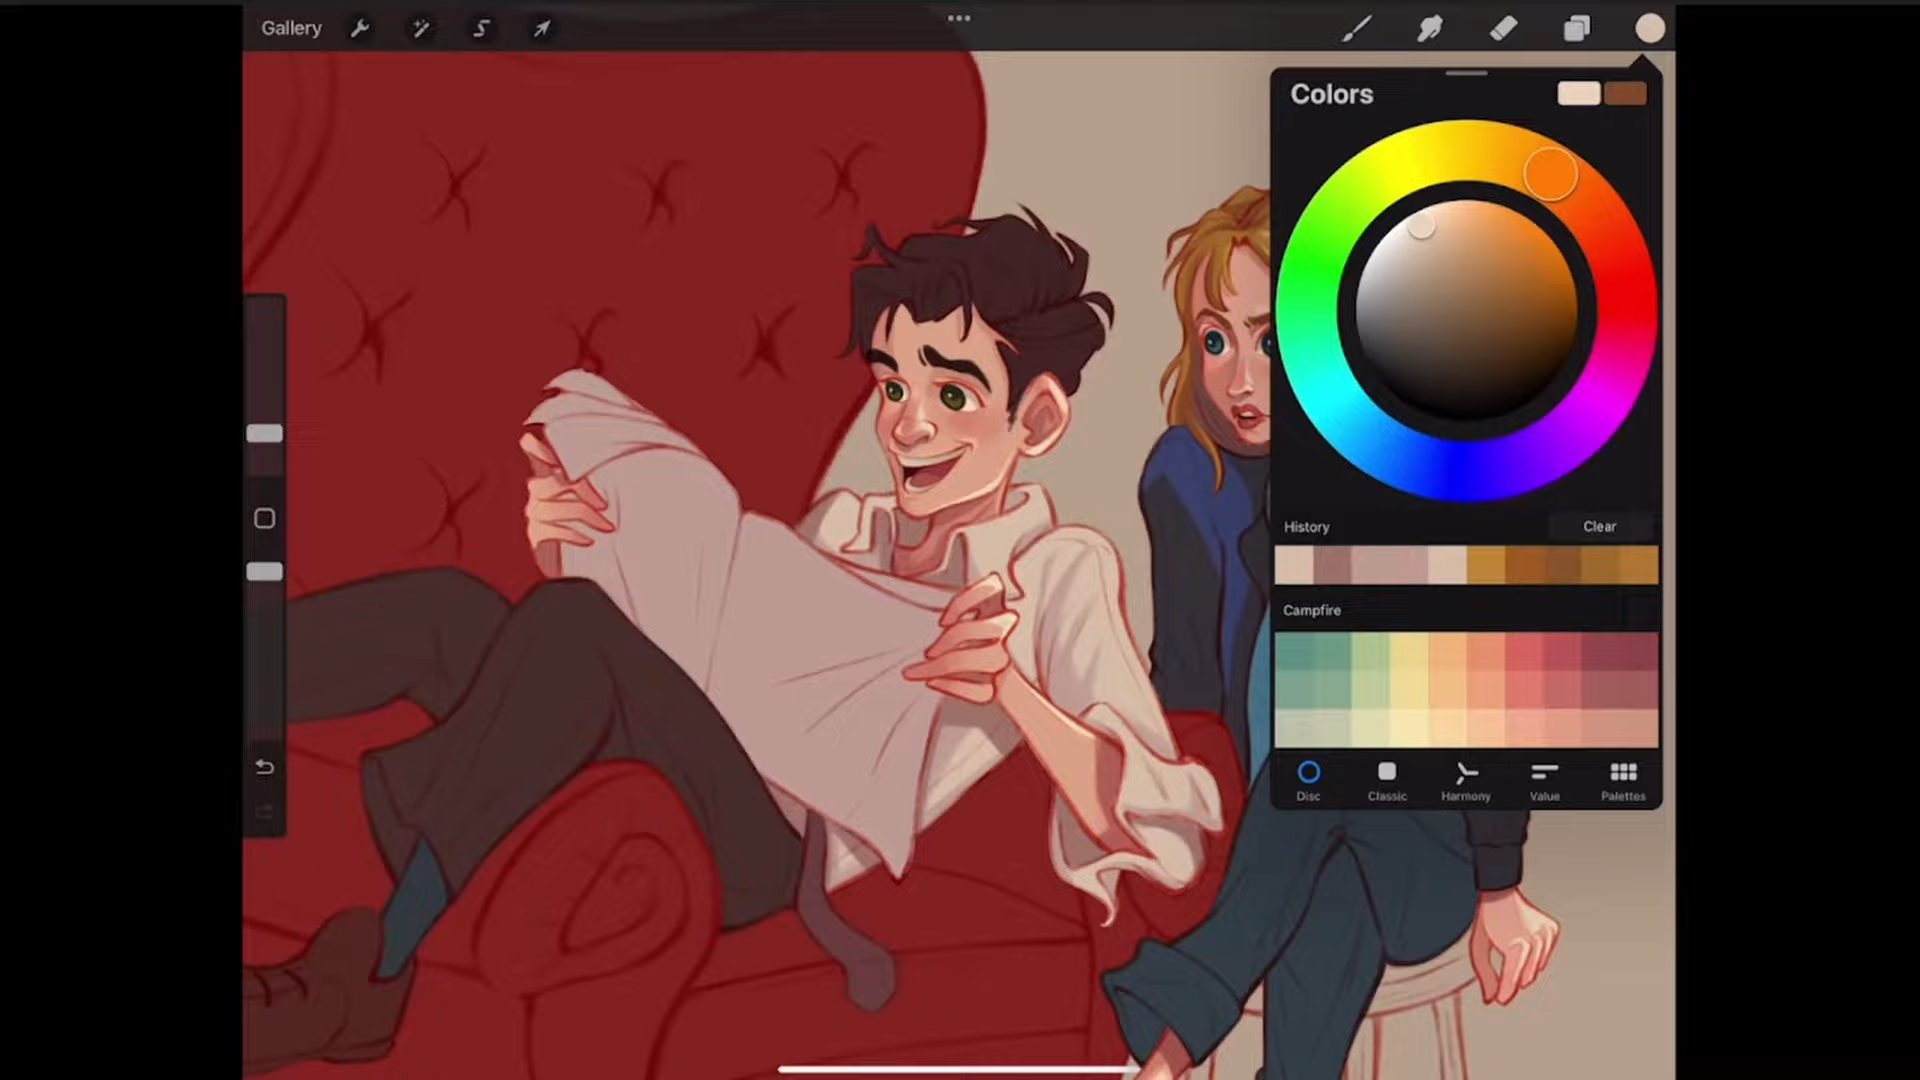 Gallery
Colors
History
Clear
Campfire
Disc
Classic
Harmony
Value
Palettes